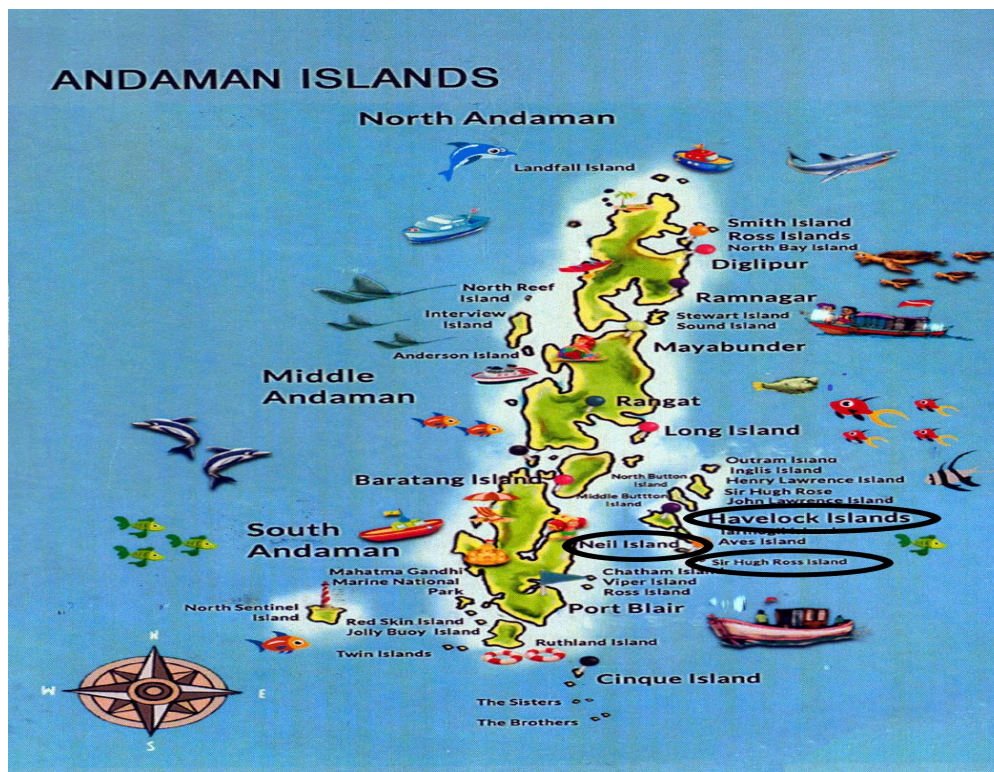 ANDAMAN ISLANDS
North Andaman
Landfall Island
Smith Island
Ross Islands
North Bay Island
Diglipur
North Reef
Island
Ramnagar
Interview
Island
Stewart Island
Sound Island
Anderson Island
Mayabunder
Middle
Andaman
Rangat
Long Island
Outram Island
Inglis Island
Henry Lawrence Island
Sir Hugh Rose
John Lawrence Island
North Button
Island
Baratang Island
Middle Buttton
Island
Havelock Islands
South
Andaman
Neil Island
Aves Island
Sir Hugh Ross Island
Mahatma Gandhi
Marine National
Park
Chatham Island
Viper Island
Ross Island
North Sentinel
Island
Port Blair
Red Skin Island
Jolly Buoy Island
Ruthland Island
Twin Islands
Cinque Island
The Sisters
The Brothers
N
W
E
S